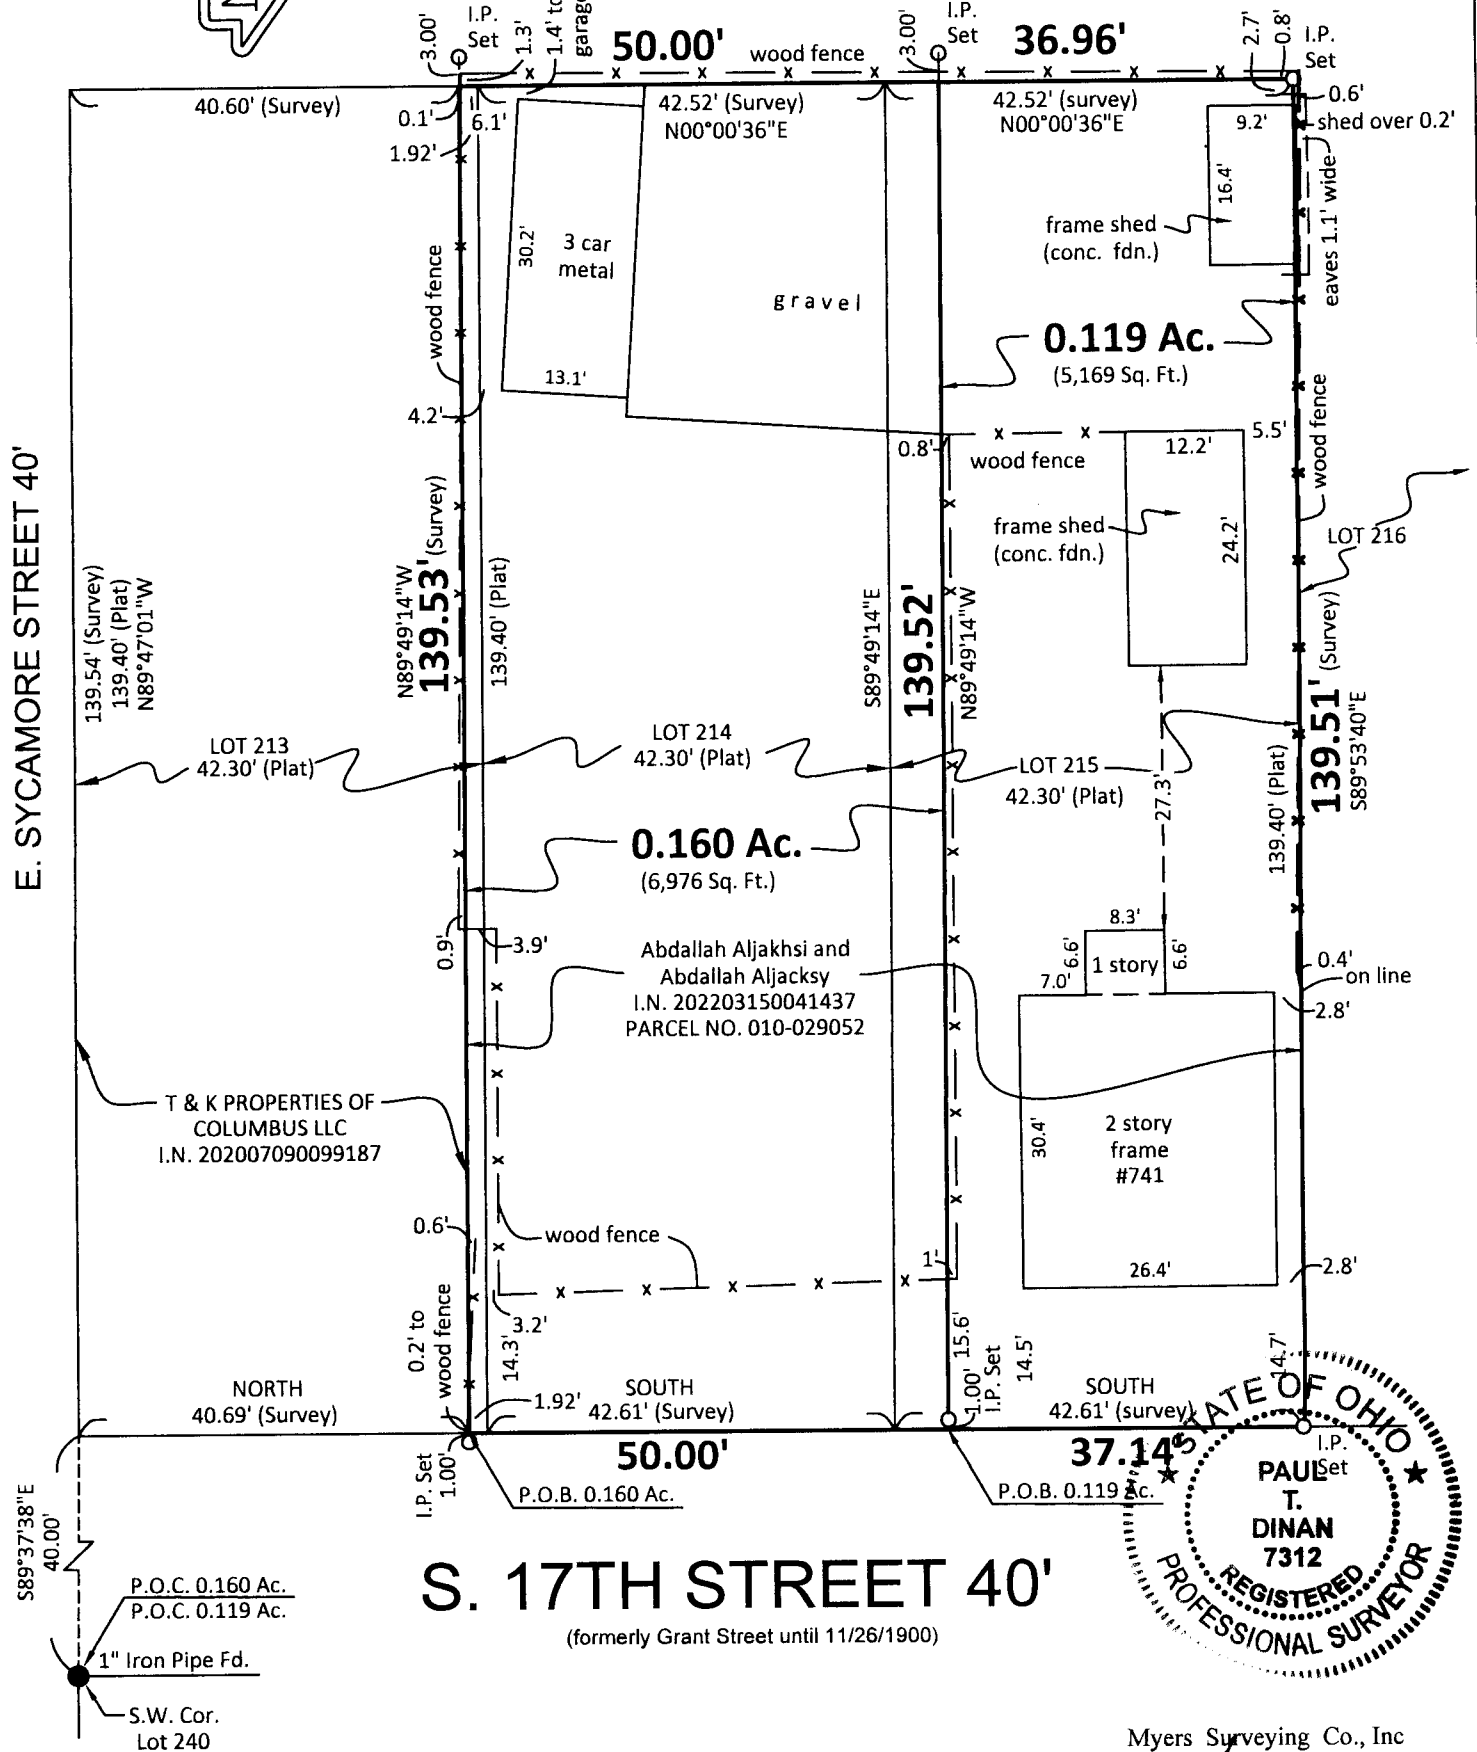 3.00'
I.P.
Set
1.3'
1.4' to
garage
50.00'
wood fence
3.00'
I.P.
Set
36.96'
2.7'
0.8'
I.P.
Set
40.60' (Survey)
0.1'
6.1'
1.92'
42.52' (Survey)
N00°00'36"E
42.52' (survey)
N00°00'36"E
9.2'
0.6'
shed over 0.2'
16.4'
eaves 1.1' wide
frame shed
(conc. fdn.)
30.2'
3 car
metal
13.1'
gravel
wood fence
4.2'
0.119 Ac.
(5,169 Sq. Ft.)
0.8'
wood fence
12.2'
5.5'
24.2'
frame shed
(conc. fdn.)
wood fence
LOT 216
E. SYCAMORE STREET 40'
139.54' (Survey)
139.40' (Plat)
N89°47'01"W
N89°49'14"W
139.53' (Survey)
139.40' (Plat)
S89°49'14"E
139.52'
N89°49'14"W
139.40' (Plat)
139.51' (Survey)
S89°53'40"E
LOT 213
42.30' (Plat)
LOT 214
42.30' (Plat)
LOT 215
42.30' (Plat)
27.3'
0.160 Ac.
(6,976 Sq. Ft.)
0.9'
3.9'
Abdallah Aljakhsi and
Abdallah Aljacksy
I.N. 202203150041437
PARCEL NO. 010-029052
8.3'
6.6'
1 story
6.6'
7.0'
0.4'
on line
2.8'
T & K PROPERTIES OF
COLUMBUS LLC
I.N. 202007090099187
30.4'
2 story
frame
#741
26.4'
2.8'
0.6'
wood fence
1'
3.2'
0.2' to
wood fence
14.3'
15.6'
1.00'
I.P. Set
14.5'
14.7'
NORTH
40.69' (Survey)
1.92'
SOUTH
42.61' (Survey)
SOUTH
42.61' (survey)
I.P. Set
1.00'
50.00'
37.14'
I.P.
Set
P.O.B. 0.160 Ac.
P.O.B. 0.119 Ac.
S89°37'38"E
40.00'
P.O.C. 0.160 Ac.
P.O.C. 0.119 Ac.
1" Iron Pipe Fd.
S.W. Cor.
Lot 240
S. 17TH STREET 40'
(formerly Grant Street until 11/26/1900)
STATE OF OHIO
PAUL
T.
DINAN
7312
REGISTERED
PROFESSIONAL SURVEYOR
Myers Surveying Co., Inc